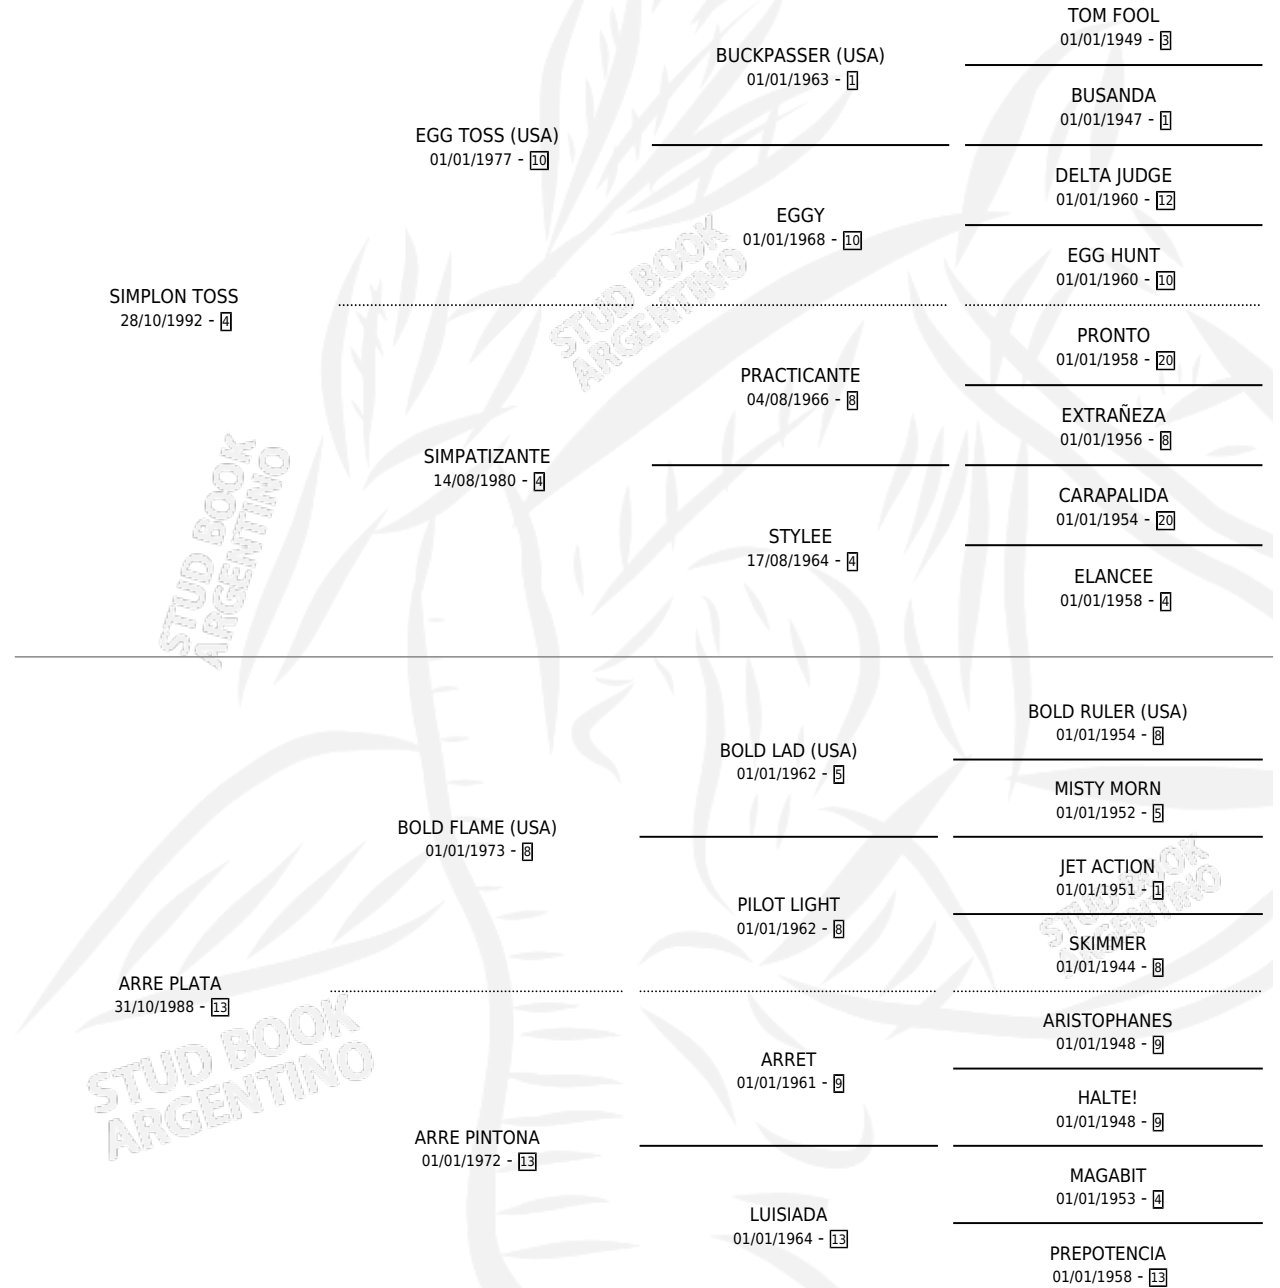 TOM FOOL
01/01/1949 - 3
BUCKPASSER (USA)
01/01/1963 - 1
BUSANDA
01/01/1947 - 1
EGG TOSS (USA)
01/01/1977 - 10
DELTA JUDGE
01/01/1960 - 12
EGGY
01/01/1968 - 10
EGG HUNT
01/01/1960 - 10
SIMPLON TOSS
28/10/1992 - 4
STUD BOOK
ARGENTINO
PRONTO
01/01/1958 - 20
PRACTICANTE
04/08/1966 - 8
EXTRAÑEZA
01/01/1956 - 8
SIMPATIZANTE
14/08/1980 - 4
CARAPALIDA
01/01/1954 - 20
STYLEE
17/08/1964 - 4
ELANCEE
01/01/1958 - 4
STUD BOOK
ARGENTINO
BOLD RULER (USA)
01/01/1954 - 8
BOLD LAD (USA)
01/01/1962 - 5
MISTY MORN
01/01/1952 - 5
BOLD FLAME (USA)
01/01/1973 - 8
JET ACTION
01/01/1951 - 1
PILOT LIGHT
01/01/1962 - 8
SKIMMER
01/01/1944 - 8
STUD BOOK
ARGENTINO
ARRE PLATA
31/10/1988 - 13
ARISTOPHANES
01/01/1948 - 9
ARRET
01/01/1961 - 9
HALTE!
01/01/1948 - 9
STUD BOOK
ARGENTINO
ARRE PINTONA
01/01/1972 - 13
MAGABIT
01/01/1953 - 4
LUISIADA
01/01/1964 - 13
PREPOTENCIA
01/01/1958 - 13